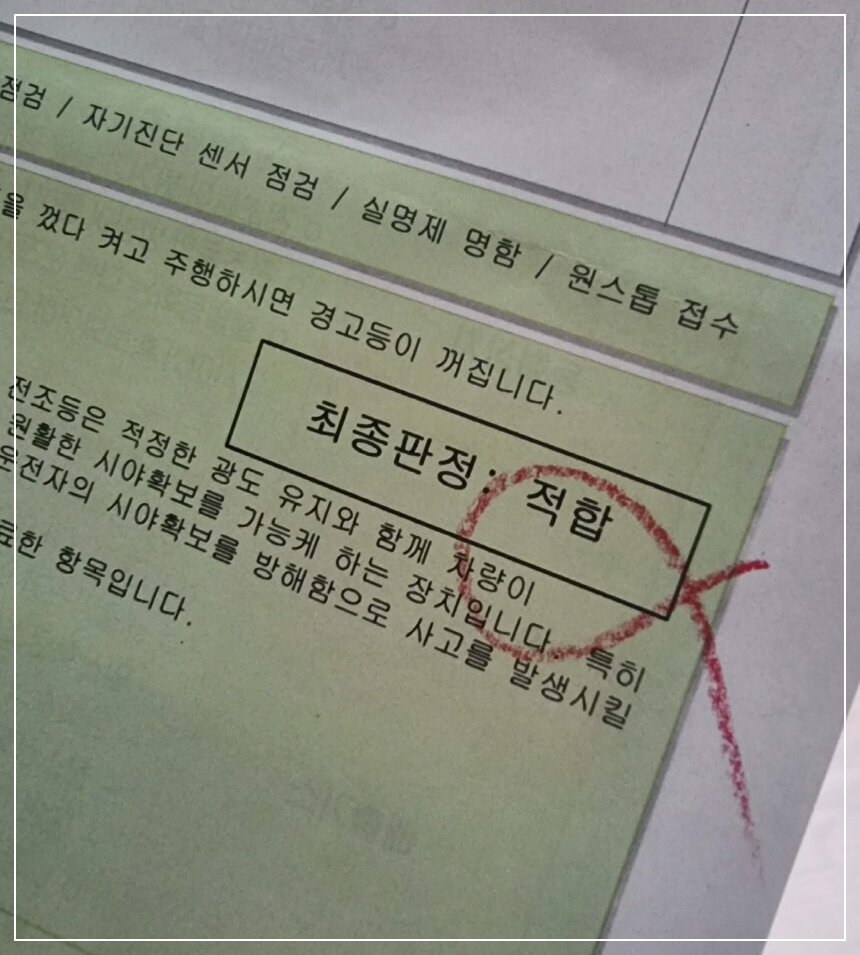 점검 / 자기진단 센서 점검 / 실명제 명함 / 원스톱 접수
을 껐다 켜고 주행하시면 경고등이 꺼집니다.
최종판정: 적합
전조등은 적정한 광도 유지와 함께 차량이
원활한 시야확보를 가능케 하는 장치입니다. 특히
운전자의 시야확보를 방해함으로 사고를 발생시킬
한 항목입니다.